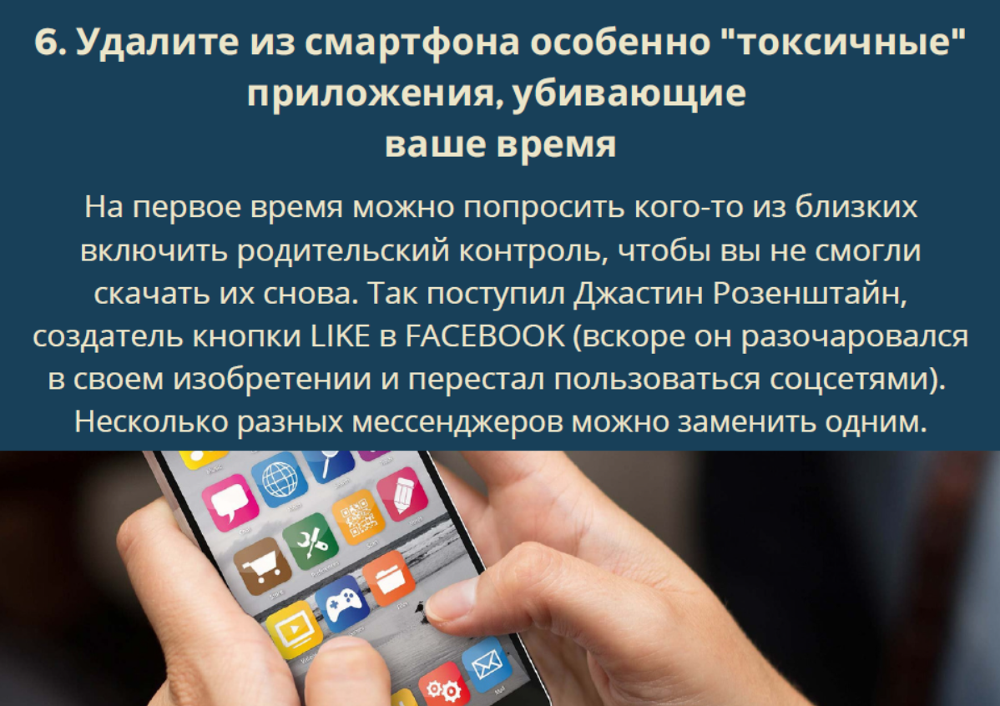 6. Удалите из смартфона особенно "токсичные"
приложения, убивающие
ваше время
На первое время можно попросить кого-то из близких
включить родительский контроль, чтобы вы не смогли
скачать их снова. Так поступил Джастин Розенштайн,
создатель кнопки LIKE в FACEBOOK (вскоре он разочаровался
в своем изобретении и перестал пользоваться соцсетями).
Несколько разных мессенджеров можно заменить одним.
Mail